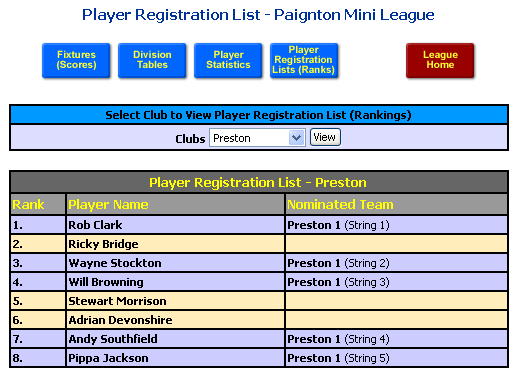 Player Registration List - Paignton Mini League
Fixtures (Scores)
Division Tables
Player Statistics
Player Registration Lists (Ranks)
League Home
Select Club to View Player Registration List (Rankings)
Clubs Preston View
Player Registration List - Preston
Rank Player Name Nominated Team
1. Rob Clark Preston 1 (String 1)
2. Ricky Bridge
3. Wayne Stockton Preston 1 (String 2)
4. Will Browning Preston 1 (String 3)
5. Stewart Morrison
6. Adrian Devonshire
7. Andy Southfield Preston 1 (String 4)
8. Pippa Jackson Preston 1 (String 5)